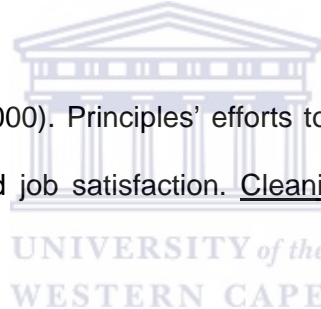 000). Principles’ efforts to
d job satisfaction. Cleani
UNIVERSITY of the
WESTERN CAPE